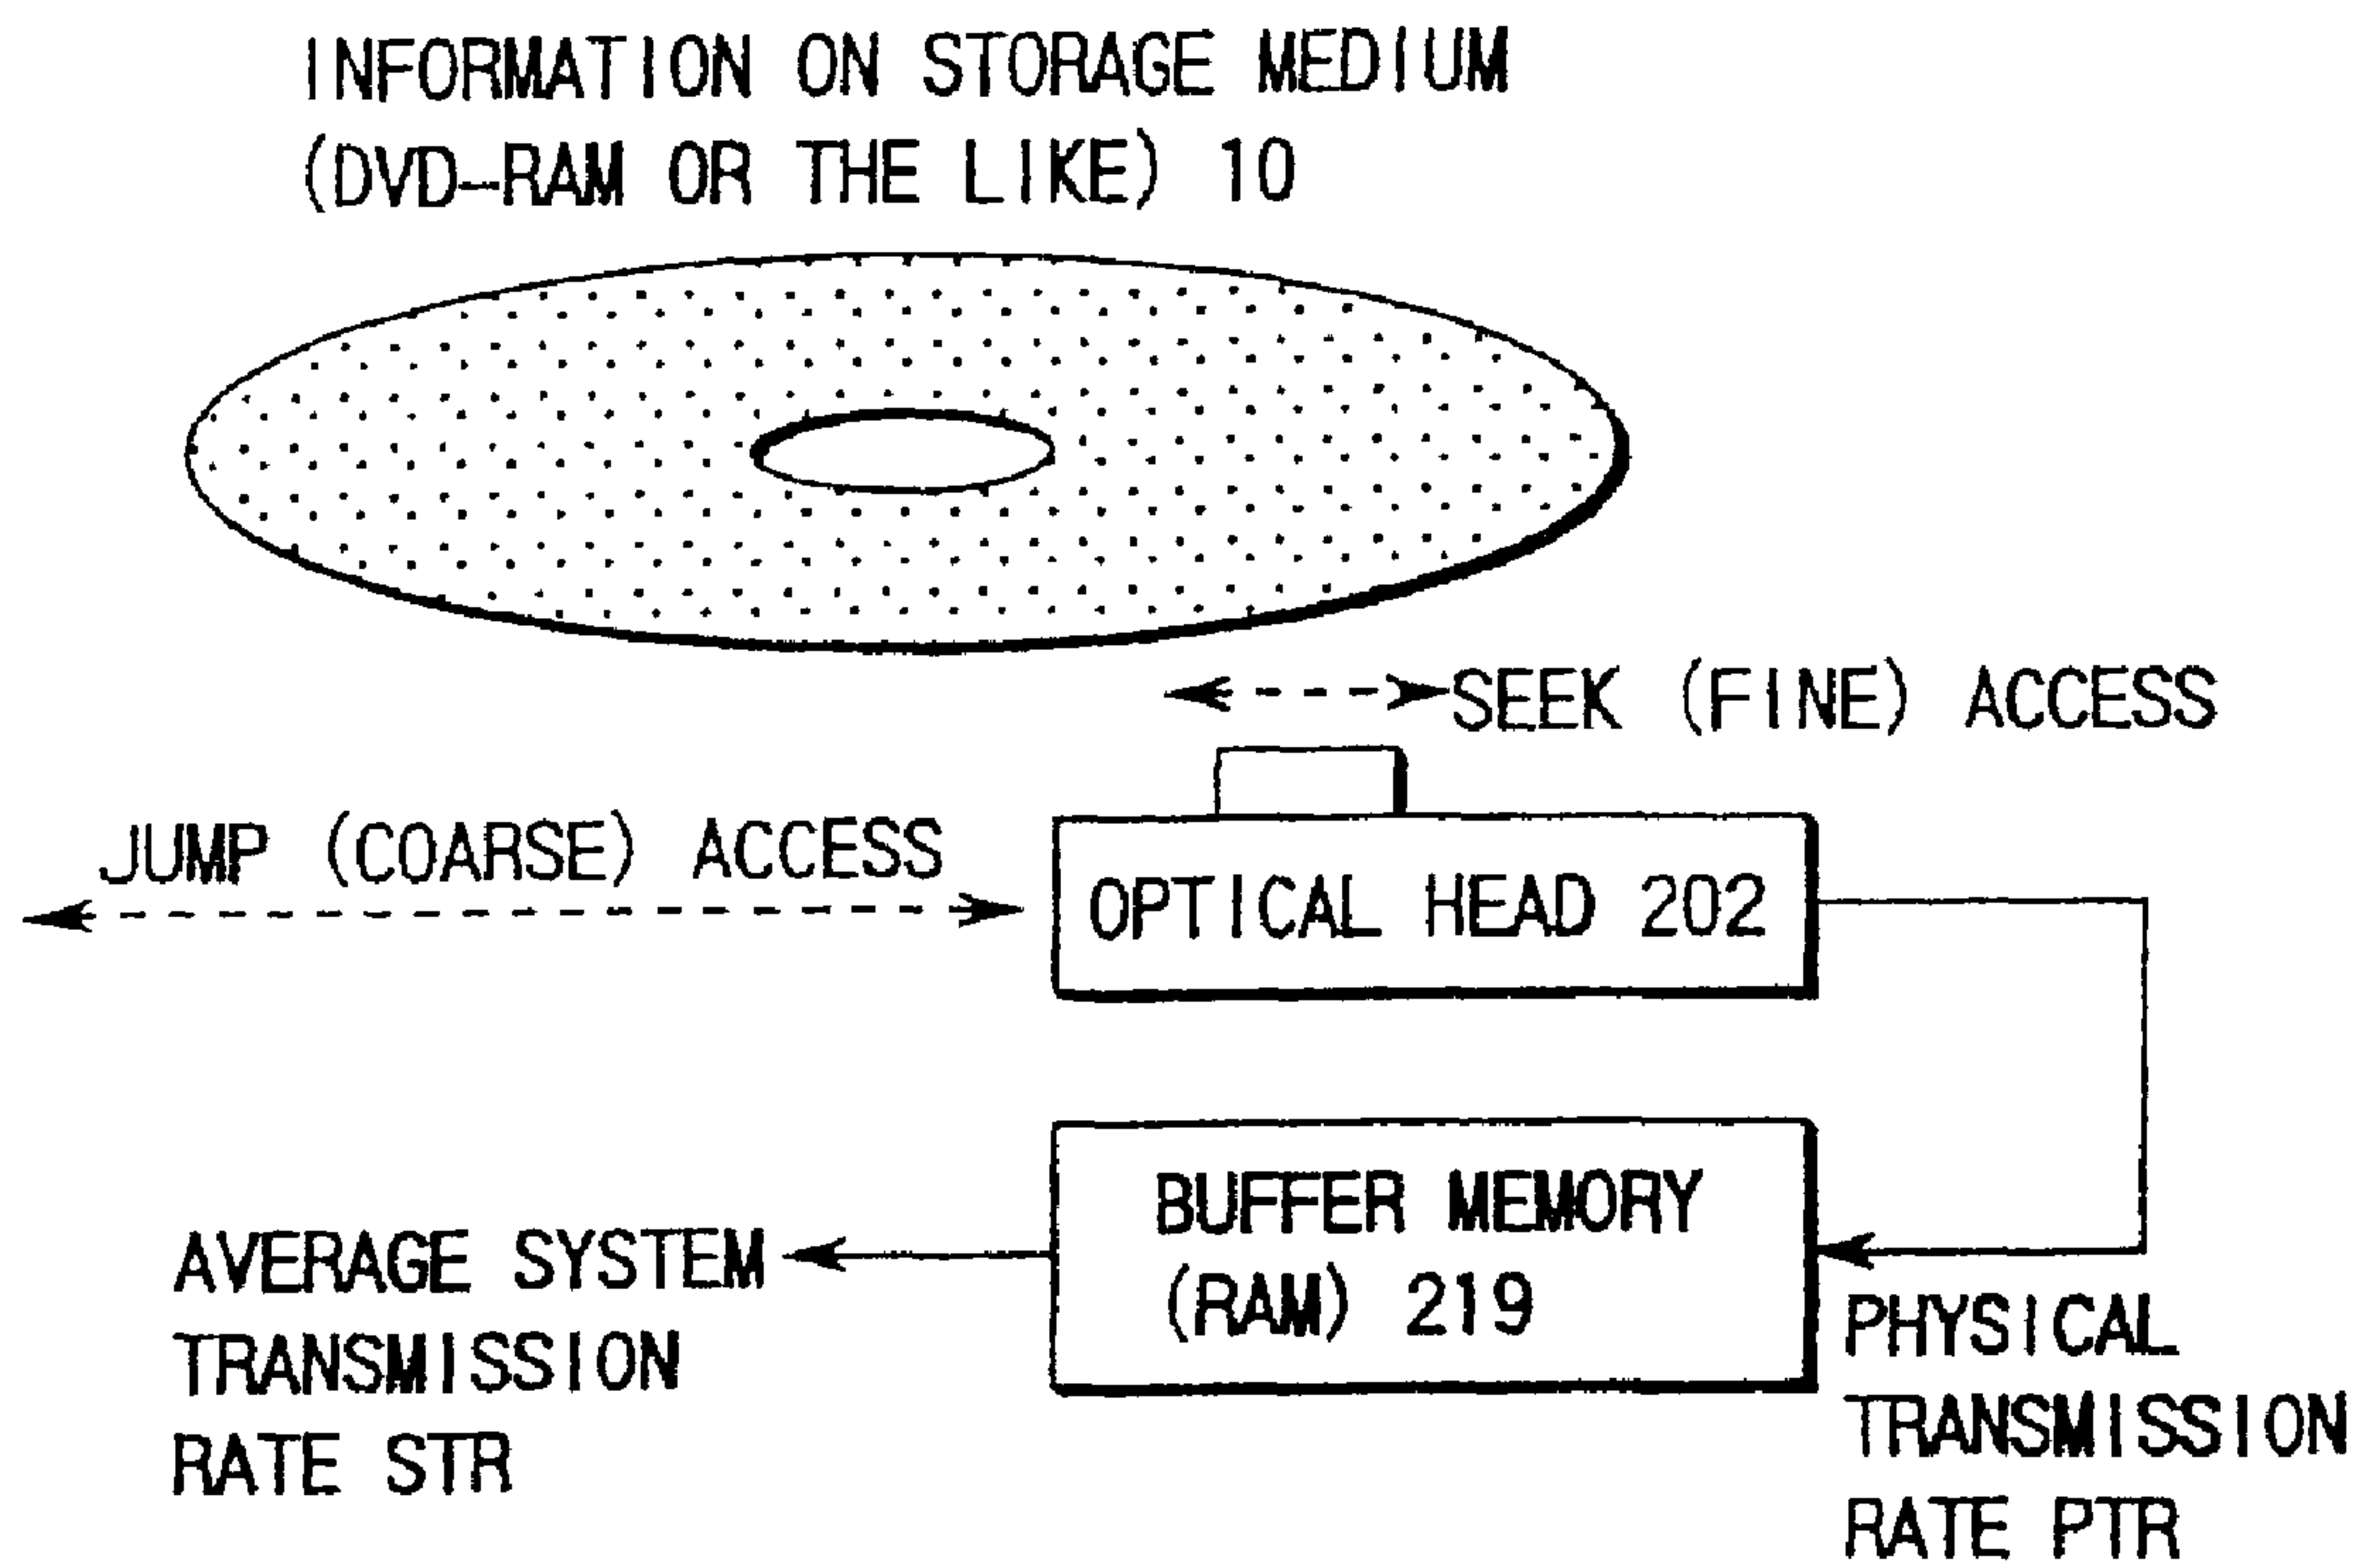 INFORMATION ON STORAGE MEDIUM
(DVD-RAM OR THE LIKE) 10
SEEK (FINE) ACCESS
JUMP (COARSE) ACCESS
OPTICAL HEAD 202
BUFFER MEMORY
(RAM) 219
AVERAGE SYSTEM
TRANSMISSION
RATE STR
PHYSICAL
TRANSMISSION
RATE PTR